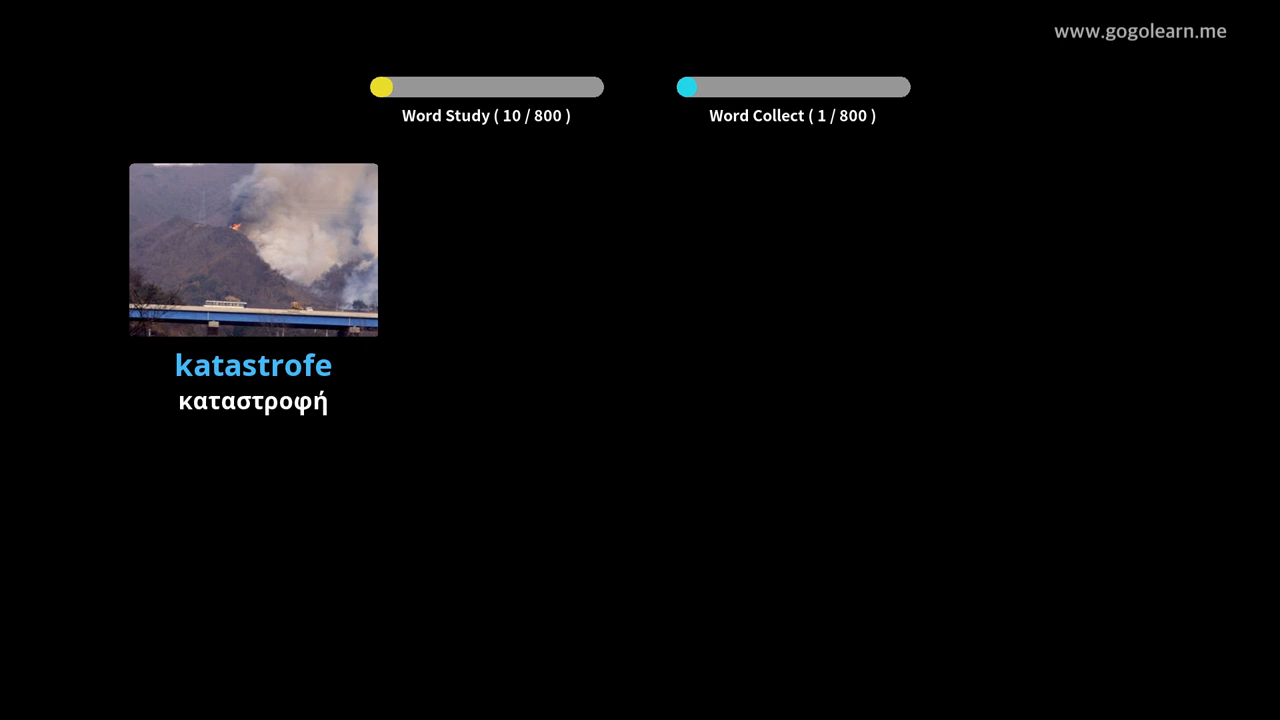 www.gogolearn.me
Word Study ( 10 / 800 )
Word Collect ( 1 / 800 )
katastrofe
καταστροφή